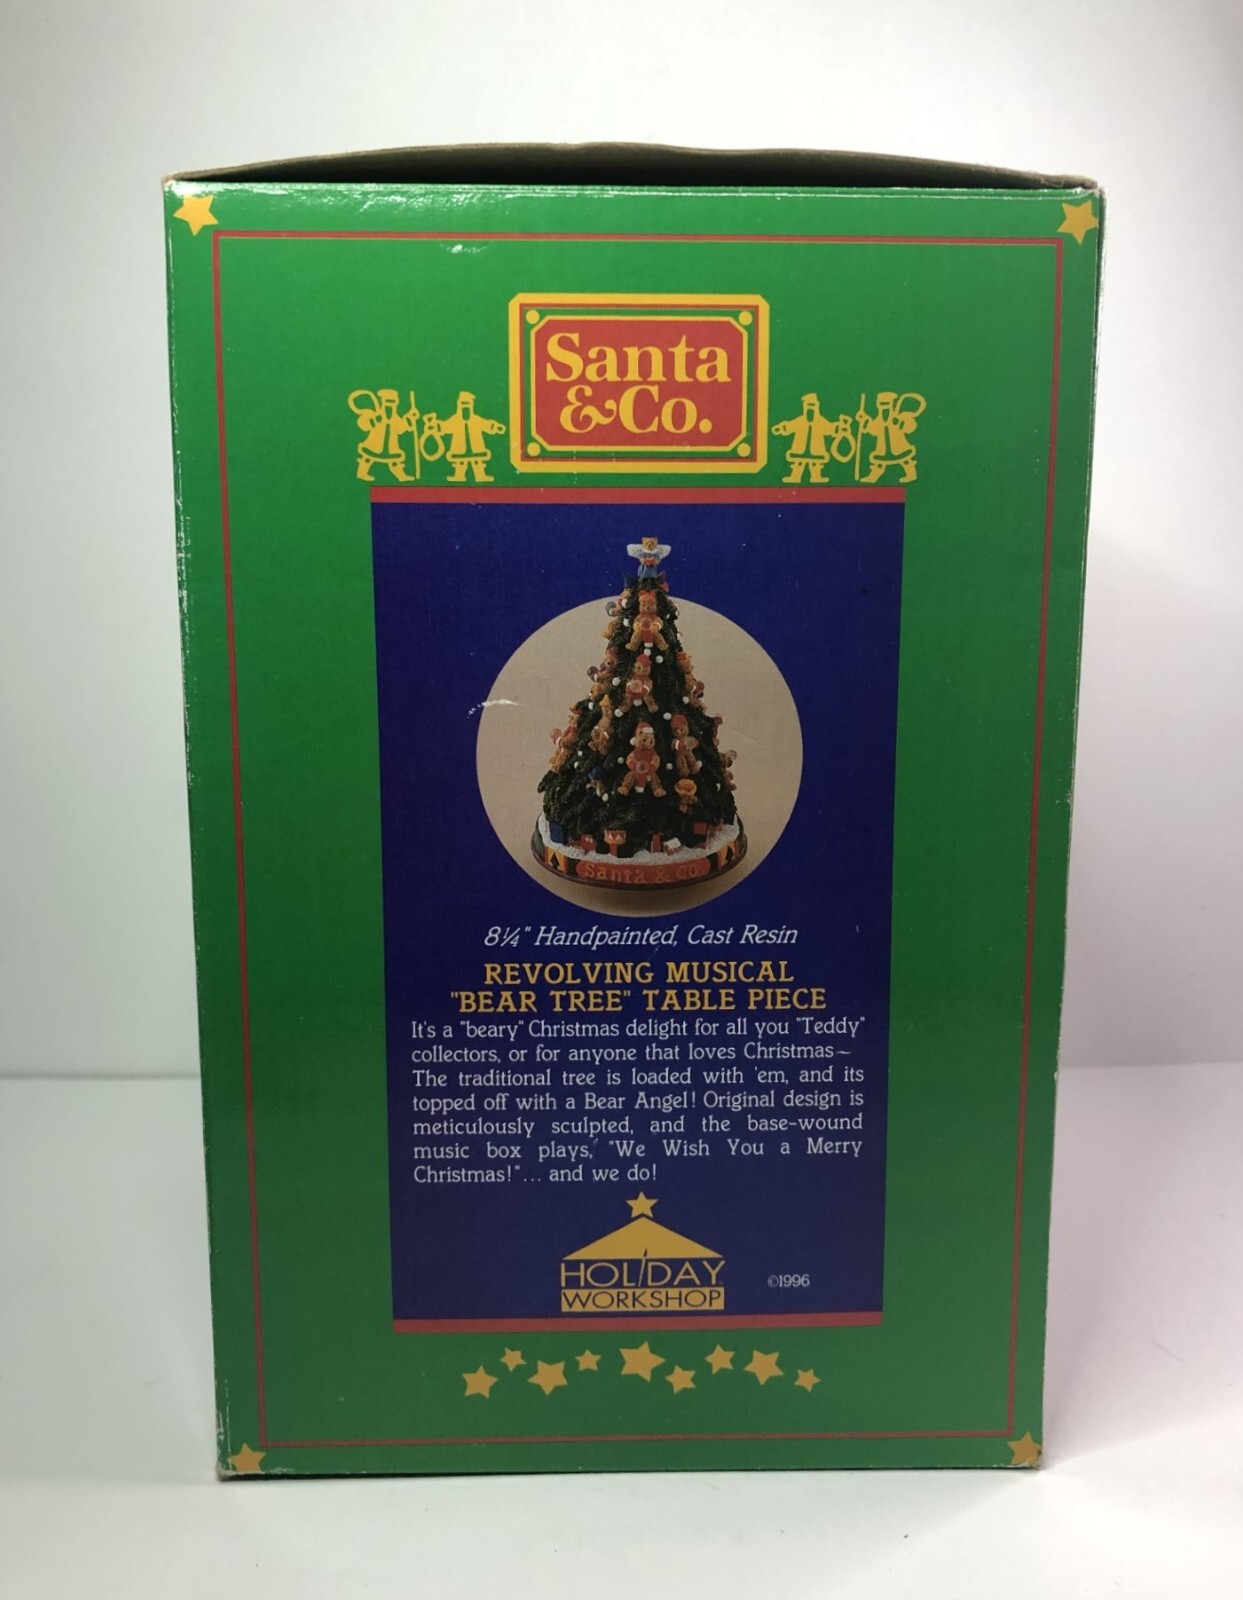 Santa
& Co.
Santa & Co.
8¼" Handpainted, Cast Resin
REVOLVING MUSICAL
"BEAR TREE" TABLE PIECE
It's a "beary" Christmas delight for all you "Teddy"
collectors, or for anyone that loves Christmas~
The traditional tree is loaded with 'em, and its
topped off with a Bear Angel! Original design is
meticulously sculpted, and the base-wound
music box plays, "We Wish You a Merry
Christmas!"... and we do!
HOLIDAY
WORKSHOP
©1996